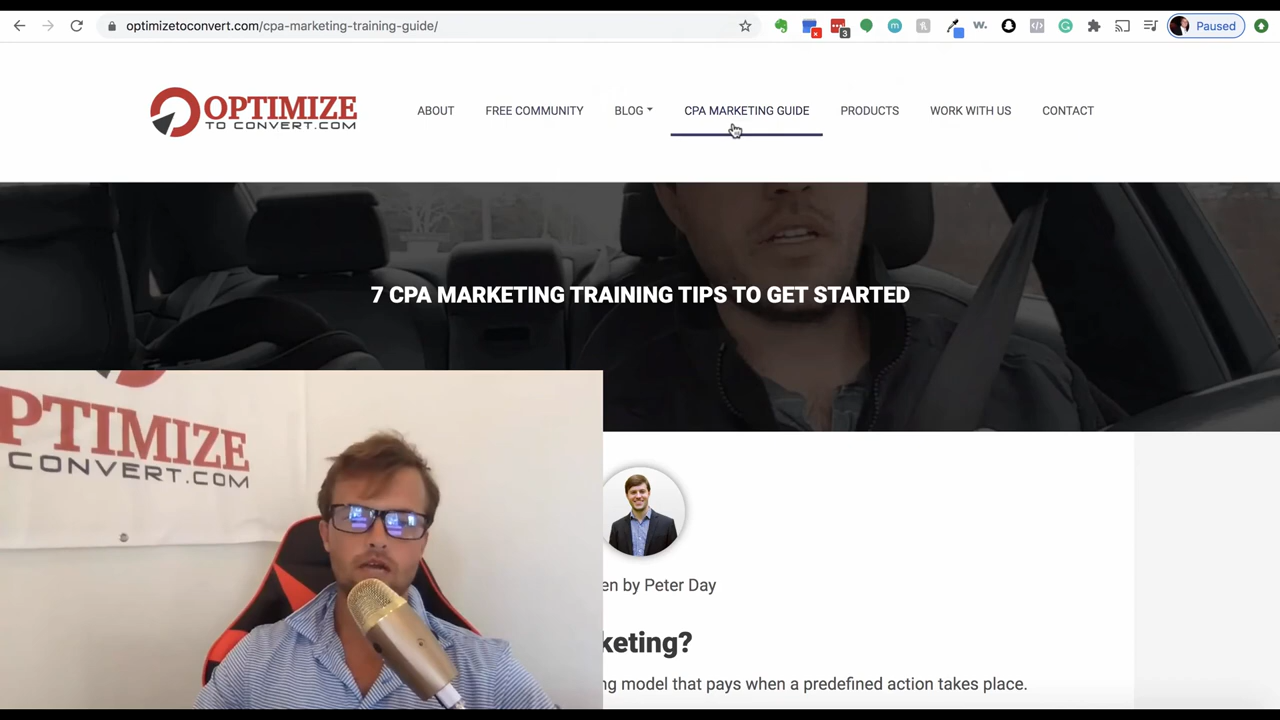 optimizetoconvert.com/cpa-marketing-training-guide/
3
Paused
OPTIMIZE
TO CONVERT.COM
ABOUT
FREE COMMUNITY
BLOG
CPA MARKETING GUIDE
PRODUCTS
WORK WITH US
CONTACT
7 CPA MARKETING TRAINING TIPS TO GET STARTED
PTIMIZE
CONVERT.COM
en by Peter Day
keting?
ng model that pays when a predefined action takes place.